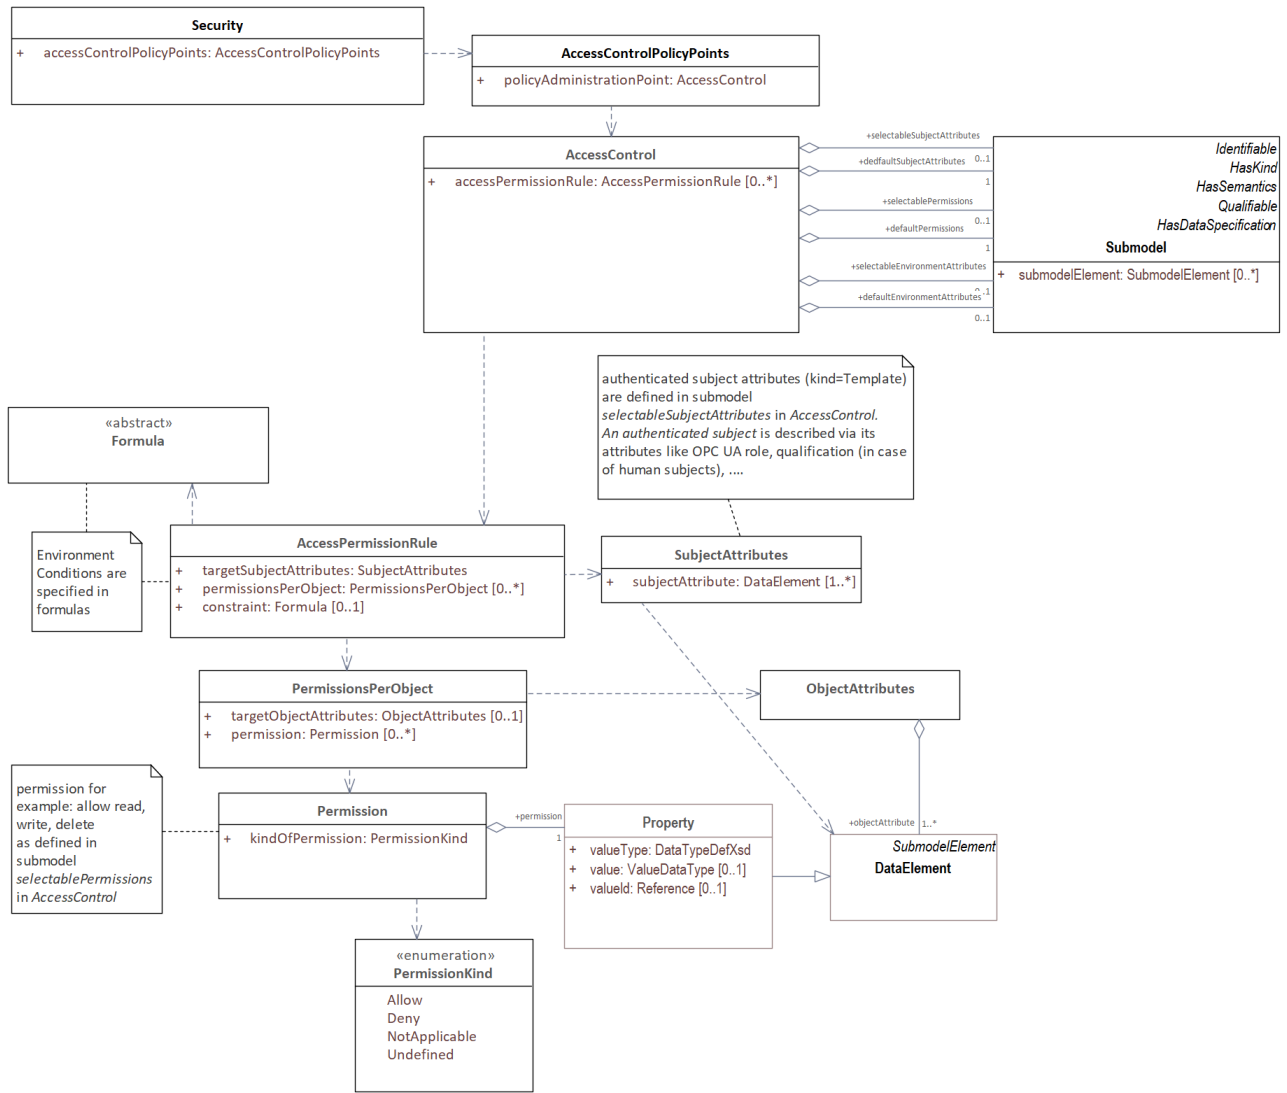 Security
+ accessControlPolicyPoints: AccessControlPolicyPoints
AccessControlPolicyPoints
+ policyAdministrationPoint: AccessControl
AccessControl
+ accessPermissionRule: AccessPermissionRule [0..*]
+selectableSubjectAttributes
0..1
+dedfaultSubjectAttributes
1
+selectablePermissions
0..1
+defaultPermissions
1
+selectableEnvironmentAttributes
0..1
+defaultEnvironmentAttributes
0..1
Identifiable
HasKind
HasSemantics
Qualifiable
HasDataSpecification
Submodel
+ submodelElement: SubmodelElement [0..*]
authenticated subject attributes (kind=Template)
are defined in submodel
selectableSubjectAttributes in AccessControl.
An authenticated subject is described via its
attributes like OPC UA role, qualification (in case
of human subjects), ....
«abstract»
Formula
Environment
Conditions are
specified in
formulas
AccessPermissionRule
+ targetSubjectAttributes: SubjectAttributes
+ permissionsPerObject: PermissionsPerObject [0..*]
+ constraint: Formula [0..1]
SubjectAttributes
+ subjectAttribute: DataElement [1..*]
PermissionsPerObject
+ targetObjectAttributes: ObjectAttributes [0..1]
+ permission: Permission [0..*]
ObjectAttributes
permission for
example: allow read,
write, delete
as defined in
submodel
selectablePermissions
in AccessControl
Permission
+ kindOfPermission: PermissionKind
+permission
1
Property
+ valueType: DataTypeDefXsd
+ value: ValueDataType [0..1]
+ valueId: Reference [0..1]
+objectAttribute 1..*
SubmodelElement
DataElement
«enumeration»
PermissionKind
Allow
Deny
NotApplicable
Undefined